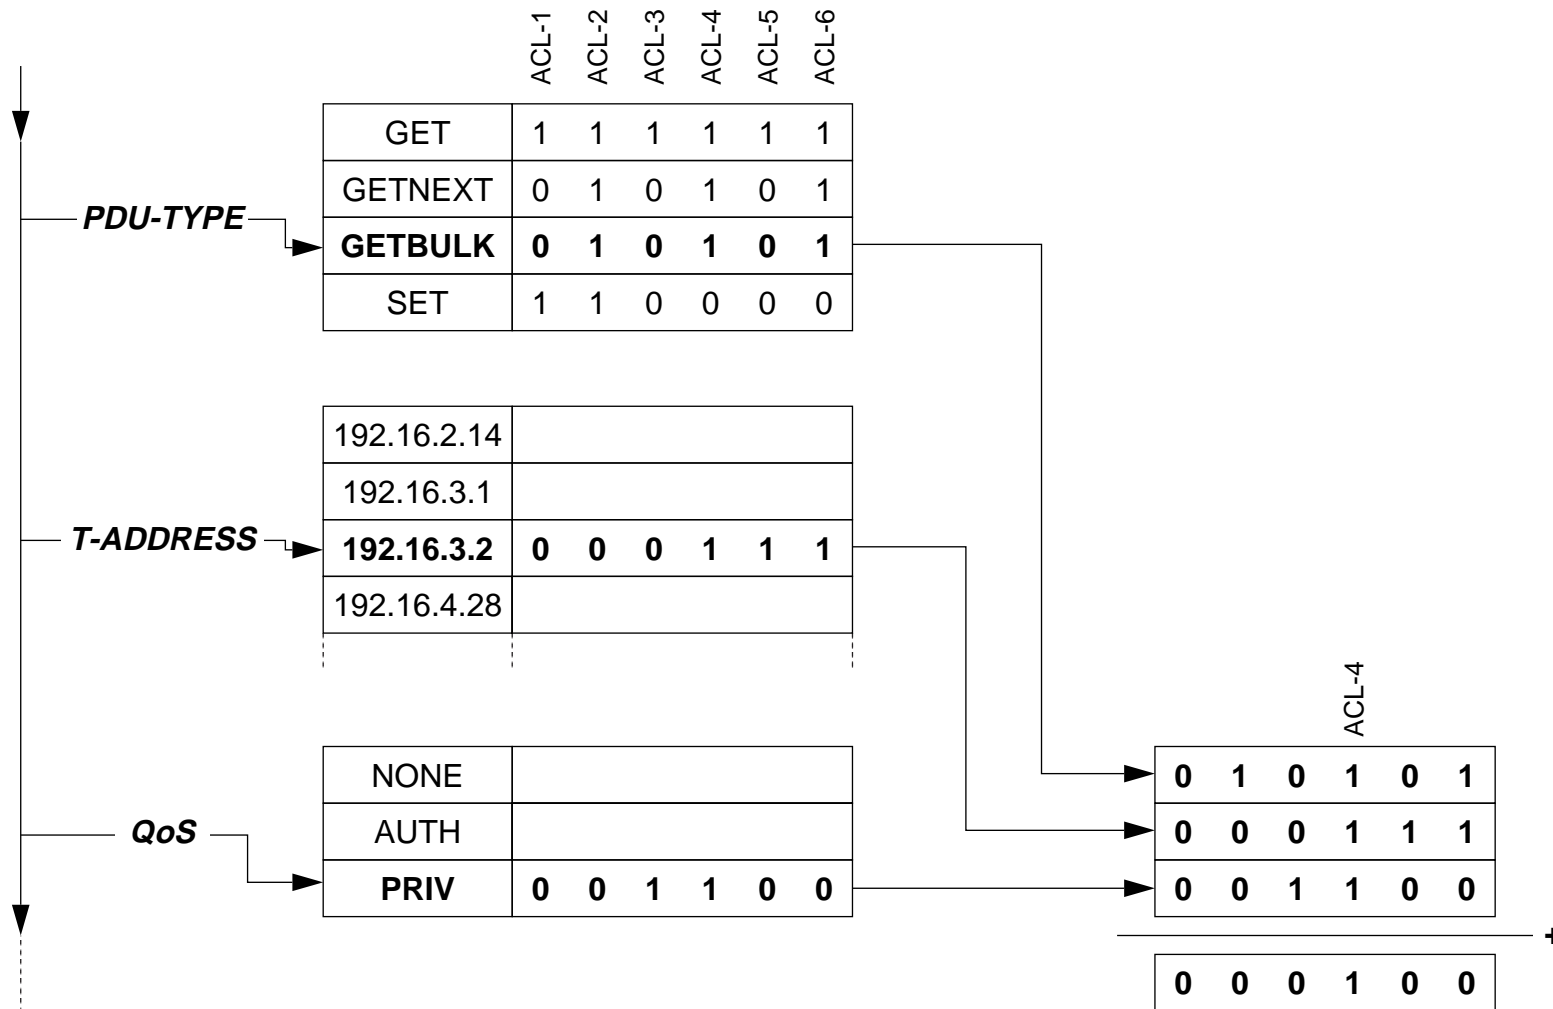 ACL-1 ACL-2 ACL-3 ACL-4 ACL-5 ACL-6
GET 1 1 1 1 1 1
GETNEXT 0 1 0 1 0 1
PDU-TYPE
GETBULK 0 1 0 1 0 1
SET 1 1 0 0 0 0
192.16.2.14
192.16.3.1
T-ADDRESS
192.16.3.2 0 0 0 1 1 1
192.16.4.28
ACL-4
NONE
0 1 0 1 0 1
QoS
AUTH
0 0 0 1 1 1
PRIV 0 0 1 1 0 0
0 0 1 1 0 0
+
0 0 0 1 0 0